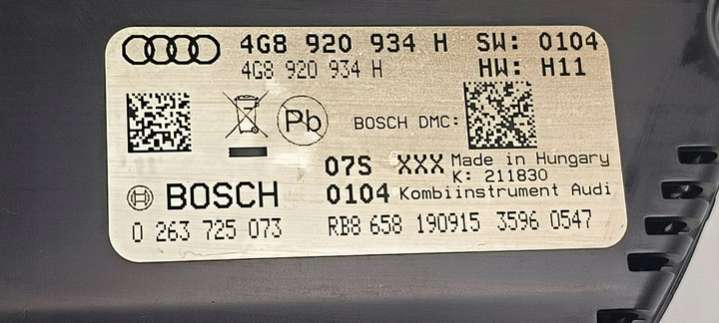 4G8 920 934 H SW: 0104
4G8 920 934 H HW: H11
Pb BOSCH DMC:
07S XXX Made in Hungary
K: 211830
BOSCH 0104 Kombiinstrument Audi
0 263 725 073 RB8 658 190915 3596 0547